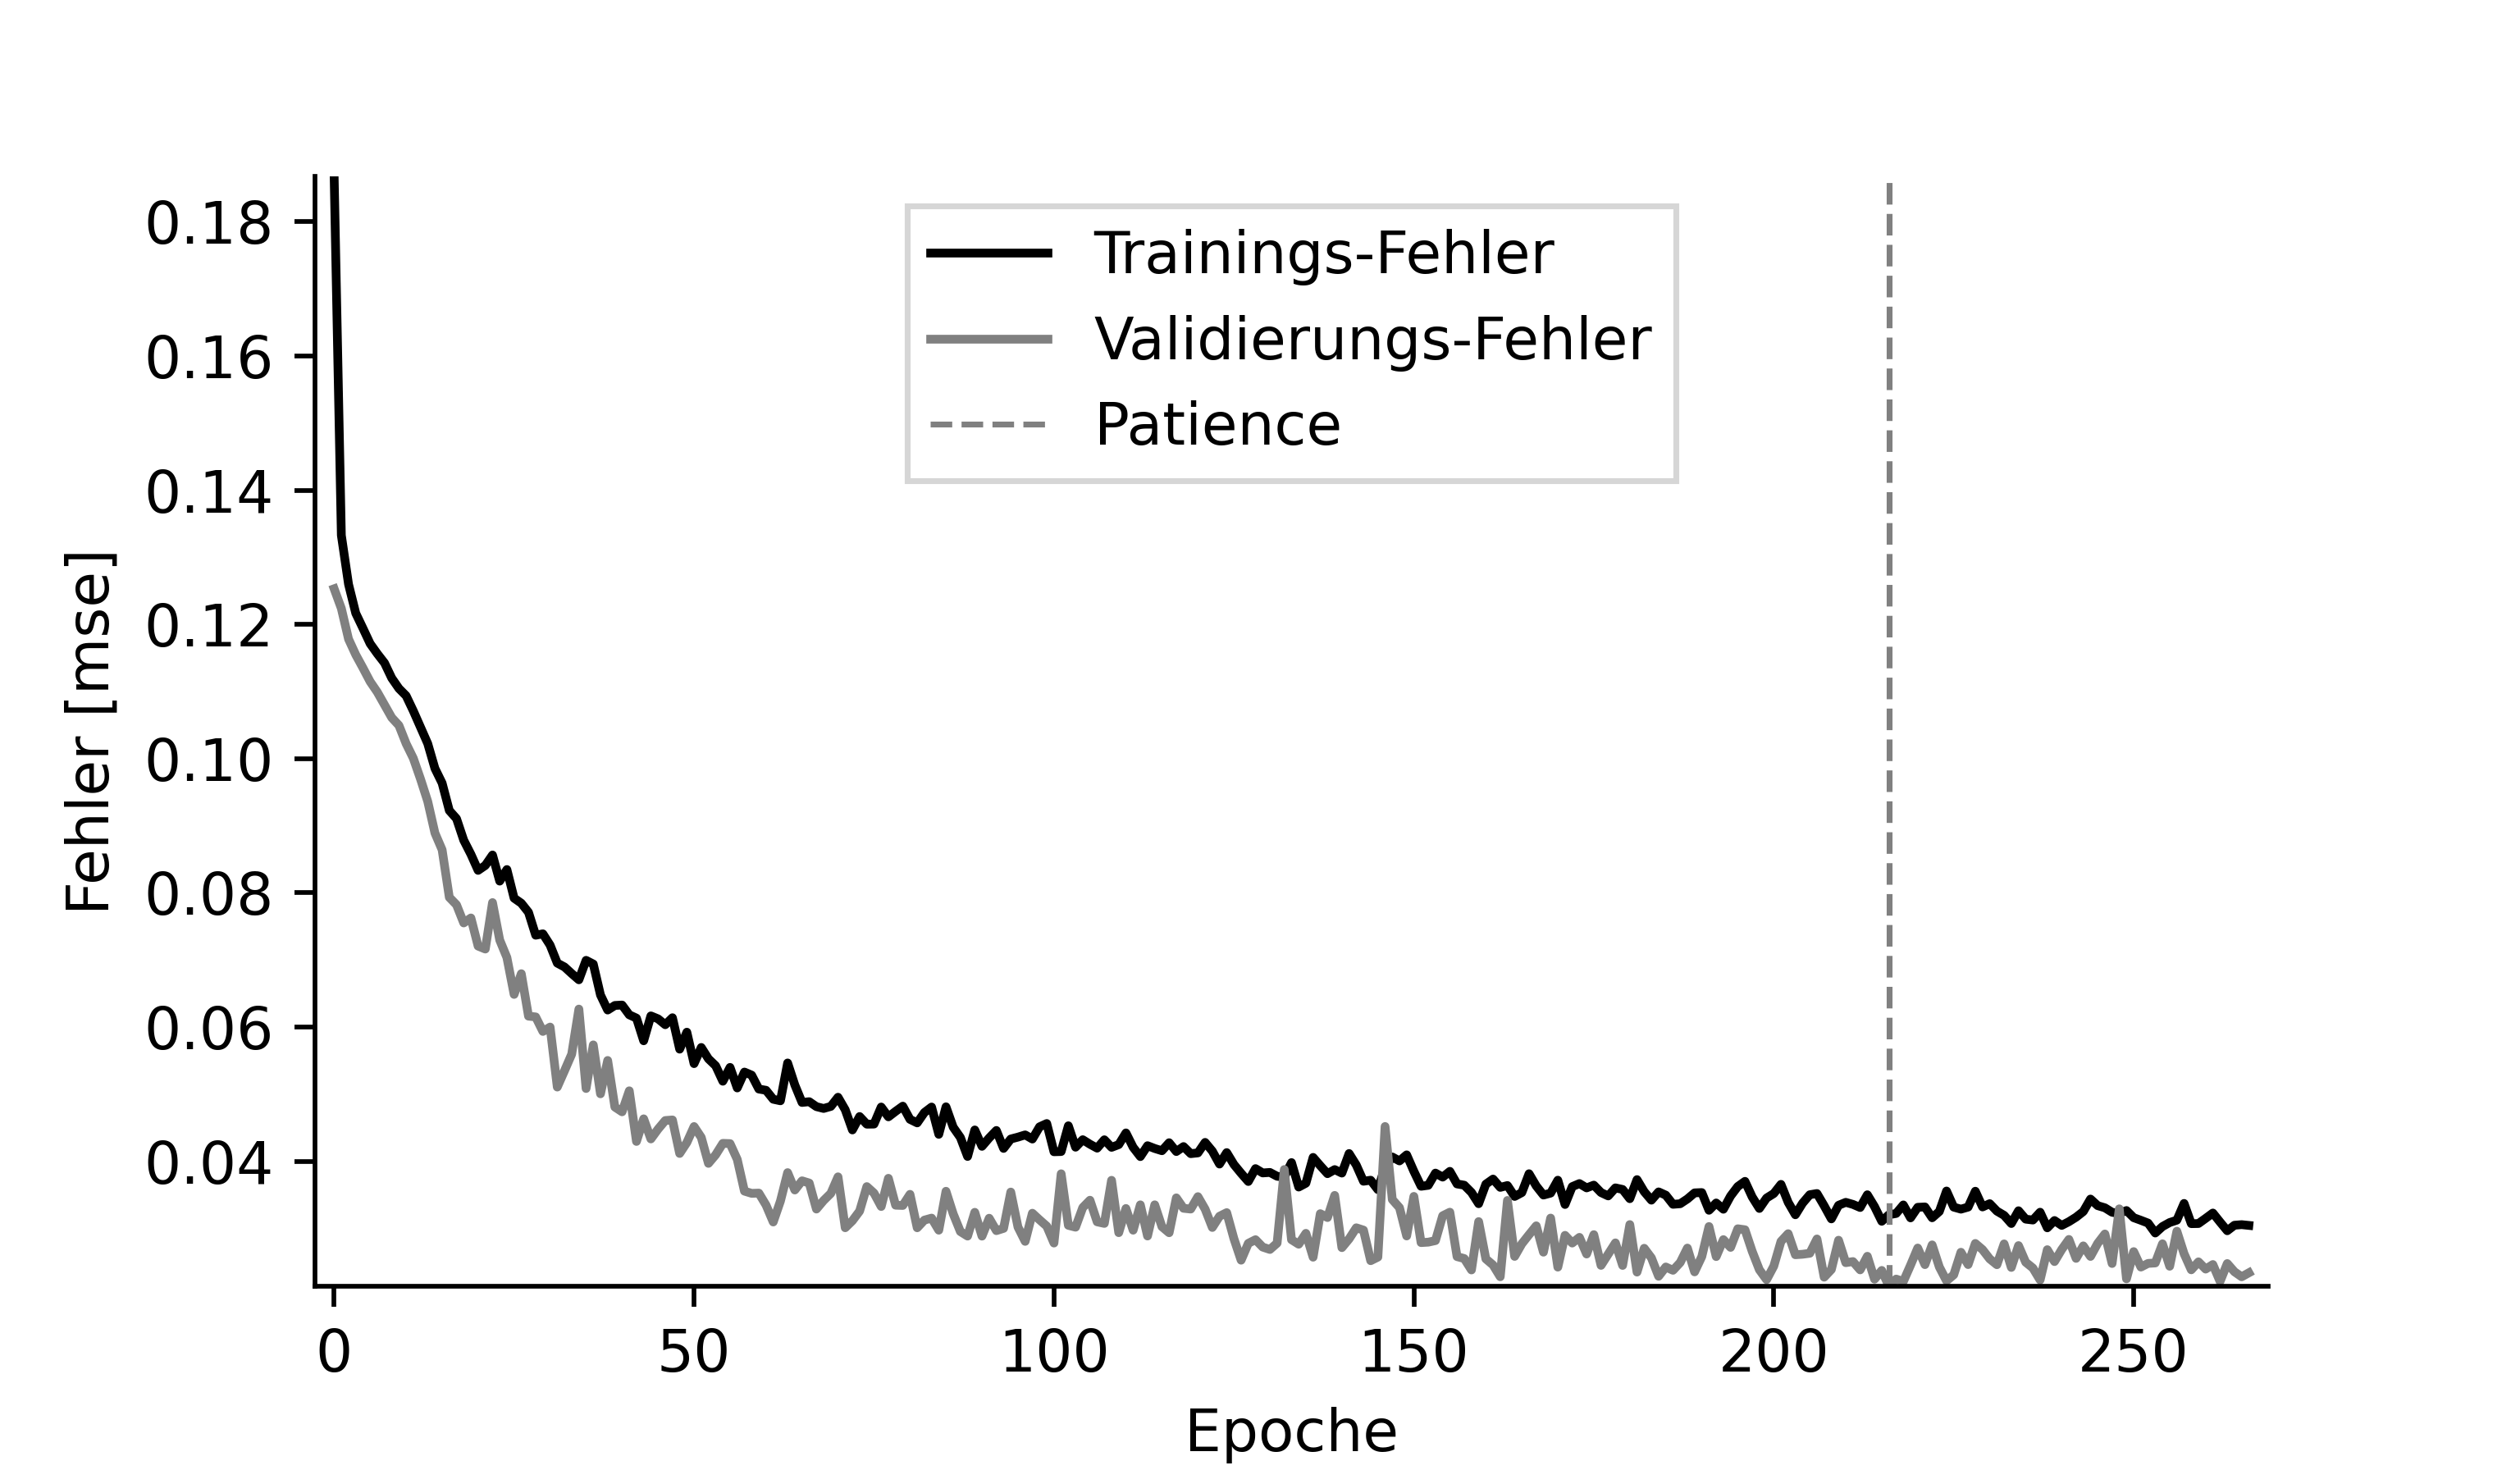 0.18
0.16
0.14
0.12
0.10
0.08
0.06
0.04
Fehler [mse]
Trainings-Fehler
Validierungs-Fehler
Patience
0 50 100 150 200 250
Epoche